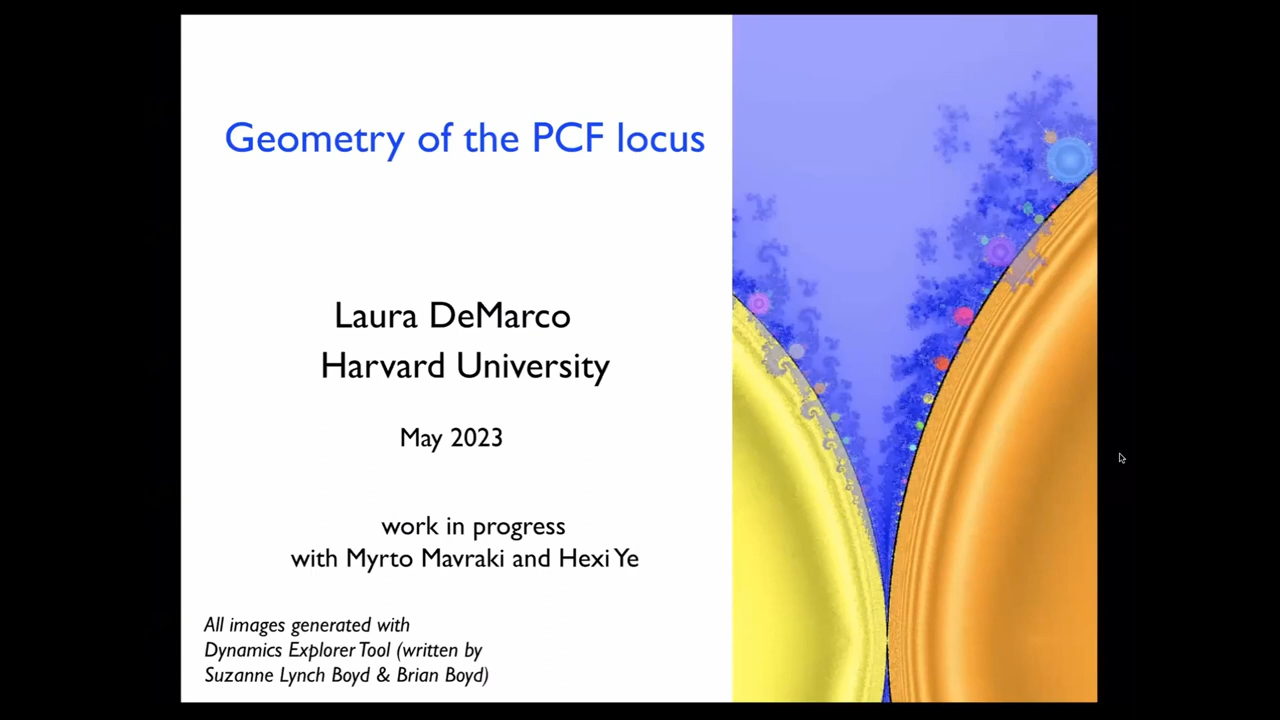 Geometry of the PCF locus
Laura DeMarco
Harvard University
May 2023
work in progress
with Myrto Mavraki and Hexi Ye
All images generated with
Dynamics Explorer Tool (written by
Suzanne Lynch Boyd & Brian Boyd)